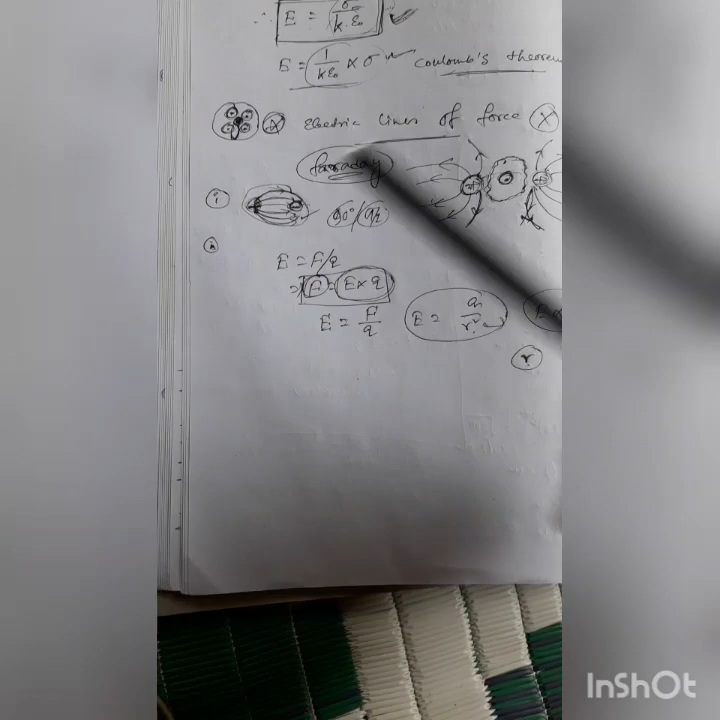 ∴ E = σ / k.ε₀
E = 1/kε₀ × σ Coulomb's theorem
Electric lines of force
faraday
i
90°/
E = F/q
= F = E × q
E = F/q E = q/r²
r
InShOt